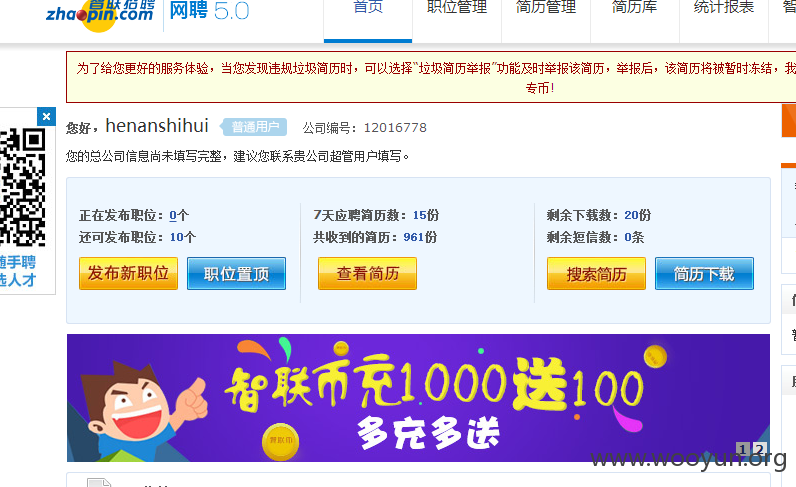 智联招聘
zhaopin.com 网聘 5.0
首页 职位管理 简历管理 简历库 统计报表 智
为了给您更好的服务体验，当您发现违规垃圾简历时，可以选择"垃圾简历举报"功能及时举报该简历，举报后，该简历将被暂时冻结，我
专币！
您好，henanshihui 普通用户 公司编号：12016778
您的总公司信息尚未填写完整，建议您联系贵公司超管用户填写。
随手聘
选人才
正在发布职位：0个 7天应聘简历数：15份 剩余下载数：20份
还可发布职位：10个 共收到的简历：961份 剩余短信数：0条
发布新职位 职位置顶 查看简历 搜索简历 简历下载
智联币充1000送100
多充多送
智联币
1 2
www.wooyun.org